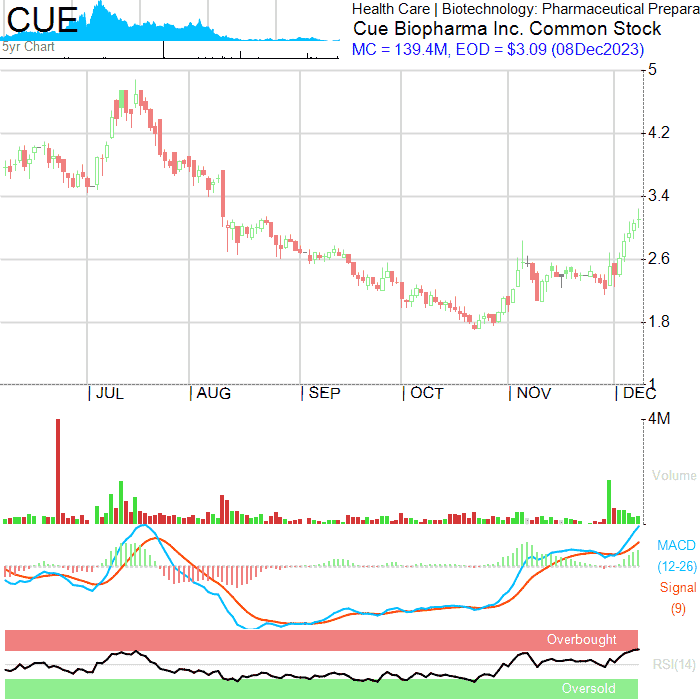 CUE
5yr Chart
Health Care | Biotechnology: Pharmaceutical Prepara
Cue Biopharma Inc. Common Stock
MC = 139.4M, EOD = $3.09 (08Dec2023)
5
4.2
3.4
2.6
1.8
1
| JUL | AUG | SEP | OCT | NOV | DEC
4M
Volume
MACD
(12-26)
Signal
(9)
Overbought
RSI(14)
Oversold